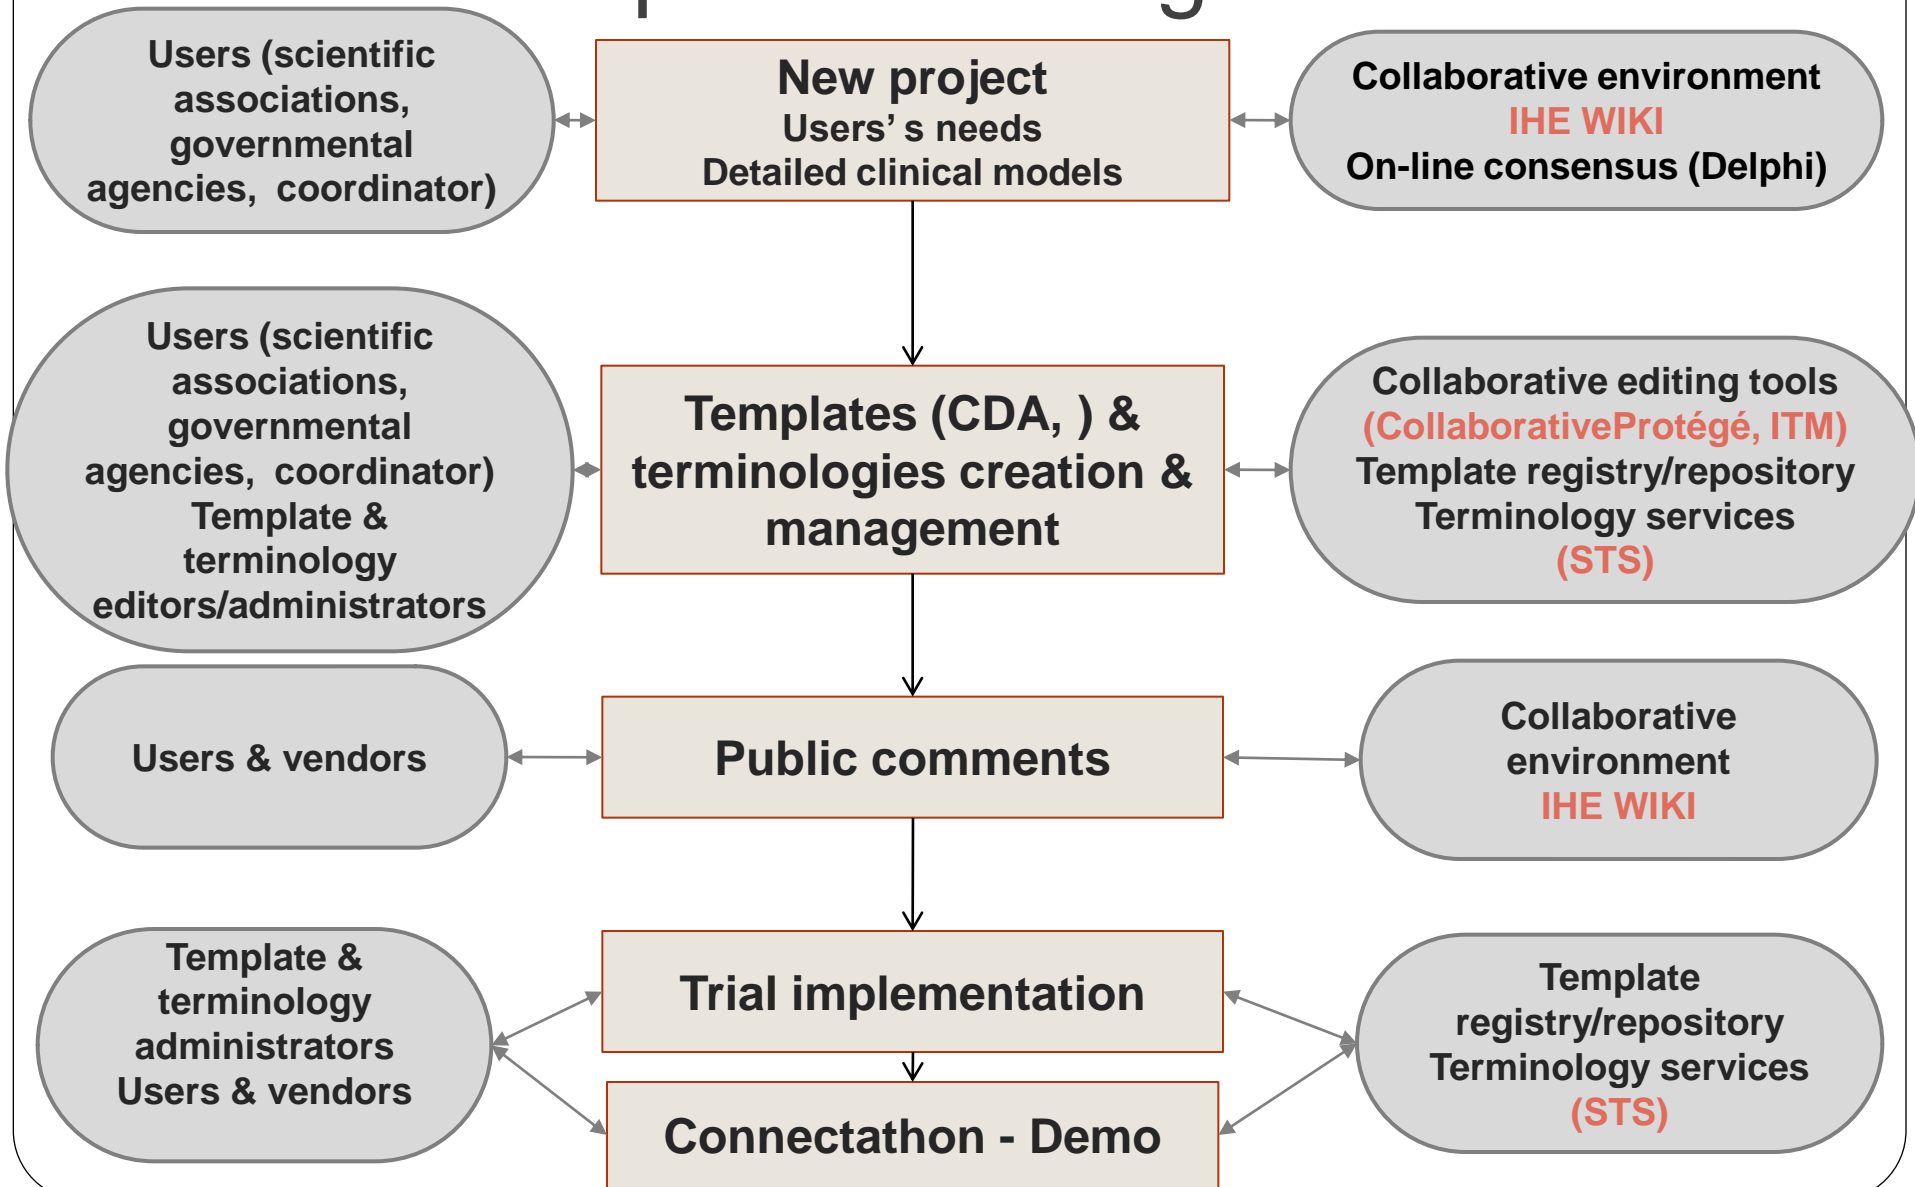 Users (scientific
associations,
governmental
agencies, coordinator)
New project
Users’ s needs
Detailed clinical models
Collaborative environment
IHE WIKI
On-line consensus (Delphi)
Users (scientific
associations,
governmental
agencies, coordinator)
Template &
terminology
editors/administrators
Templates (CDA, ) &
terminologies creation &
management
Collaborative editing tools
(CollaborativeProtégé, ITM)
Template registry/repository
Terminology services
(STS)
Users & vendors
Public comments
Collaborative
environment
IHE WIKI
Template &
terminology
administrators
Users & vendors
Trial implementation
Connectathon - Demo
Template
registry/repository
Terminology services
(STS)